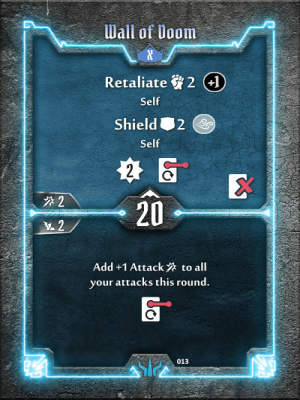 Wall of Doom
X
Retaliate 2 +1
Self
Shield 2
Self
2
2
20
2
Add +1 Attack to all
your attacks this round.
013